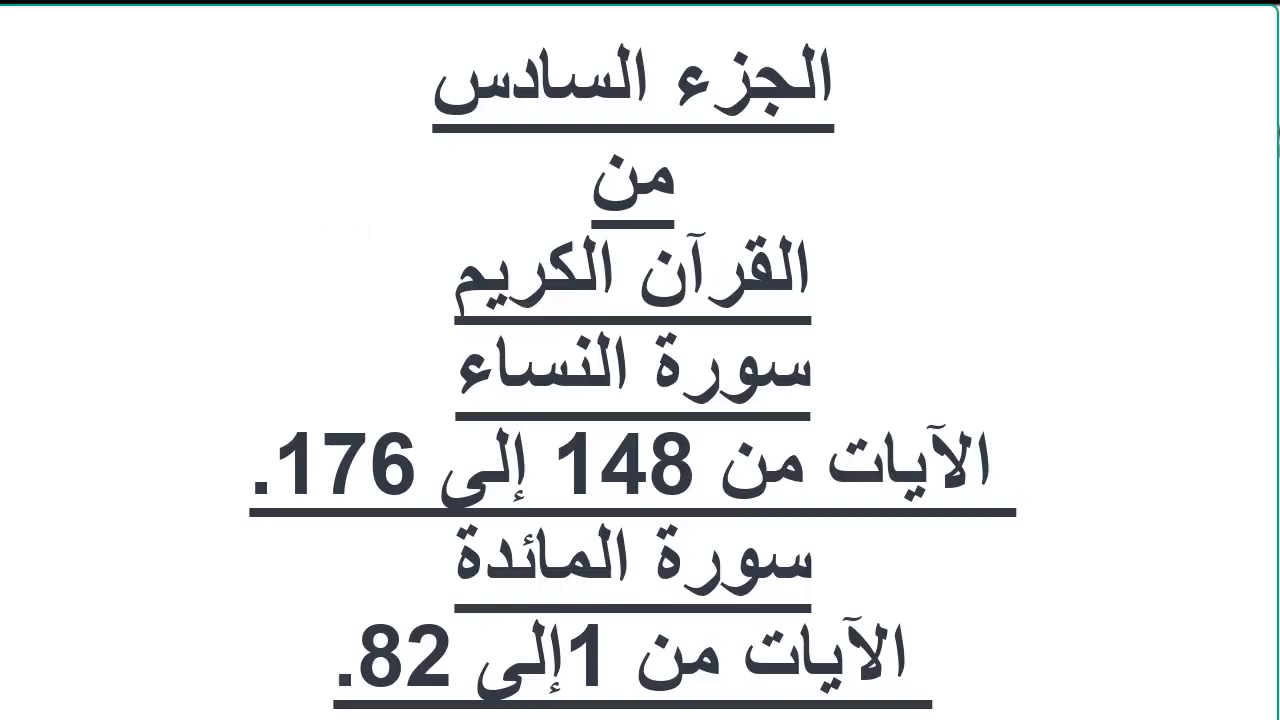 الجزء السادس
من
القرآن الكريم
سورة النساء
الآيات من 148 إلى 176.
سورة المائدة
الآيات من 1إلى 82.